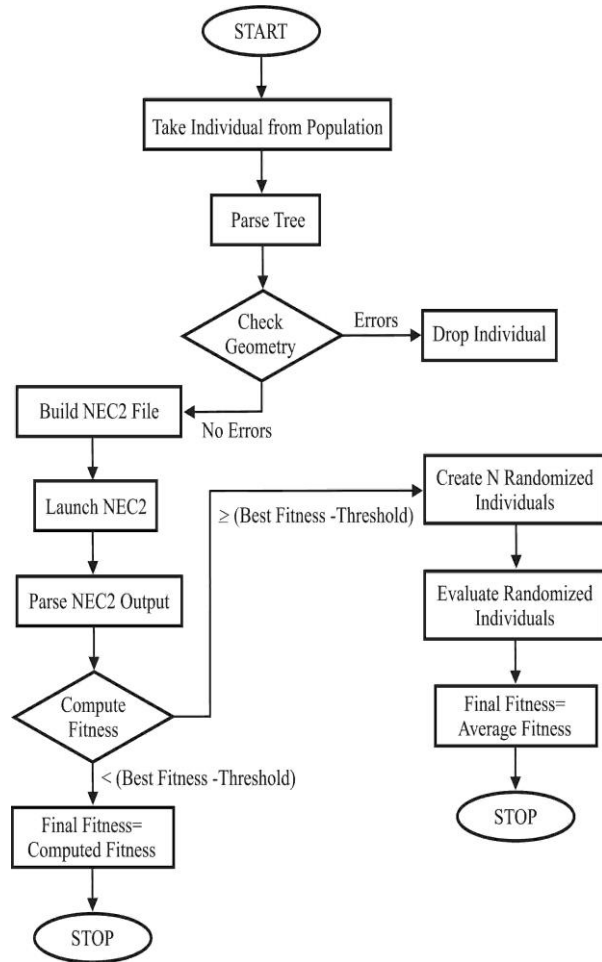 START
Take Individual from Population
Parse Tree
Check
Geometry
Errors
Drop Individual
No Errors
Build NEC2 File
Launch NEC2
Parse NEC2 Output
Compute
Fitness
≥ (Best Fitness -Threshold)
Create N Randomized
Individuals
Evaluate Randomized
Individuals
Final Fitness=
Average Fitness
STOP
< (Best Fitness -Threshold)
Final Fitness=
Computed Fitness
STOP